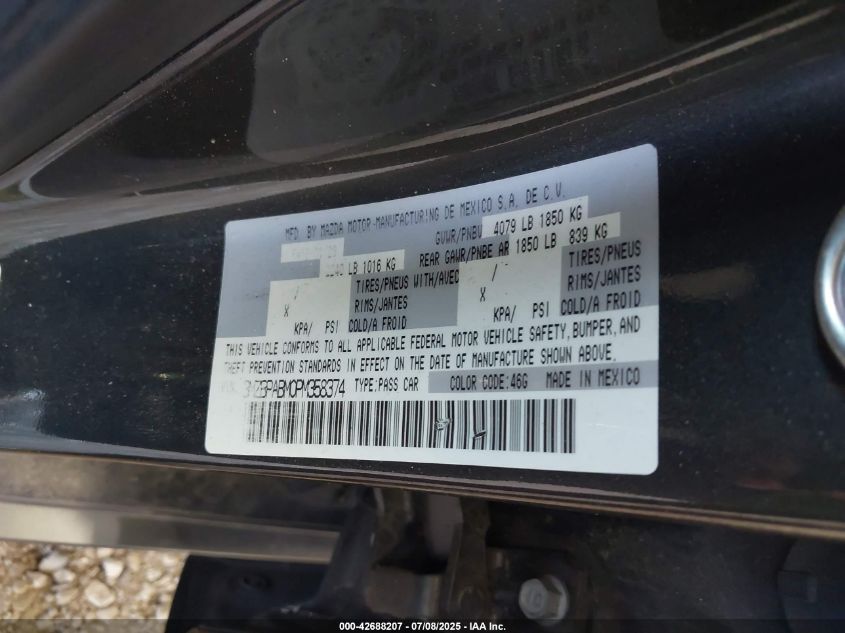 MFD. BY MAZDA MOTOR-MANUFACTURING DE MEXICO S.A. DE C.V.
GVWR/PNBV 4079 LB 1850 KG
LB 1016 KG REAR GAWR/PNBE AR 1850 LB 839 KG
TIRES/PNEUS WITH/AVEC TIRES/PNEUS
X RIMS/JANTES X RIMS/JANTES
KPA/ PSI COLD/A FROID KPA/ PSI COLD/A FROID
THIS VEHICLE CONFORMS TO ALL APPLICABLE FEDERAL MOTOR VEHICLE SAFETY, BUMPER, AND
THEFT PREVENTION STANDARDS IN EFFECT ON THE DATE OF MANUFACTURE SHOWN ABOVE.
3MZBPABM0PM358374 TYPE:PASS CAR COLOR CODE:46G MADE IN MEXICO
000-42688207 - 07/08/2025 - IAA Inc.